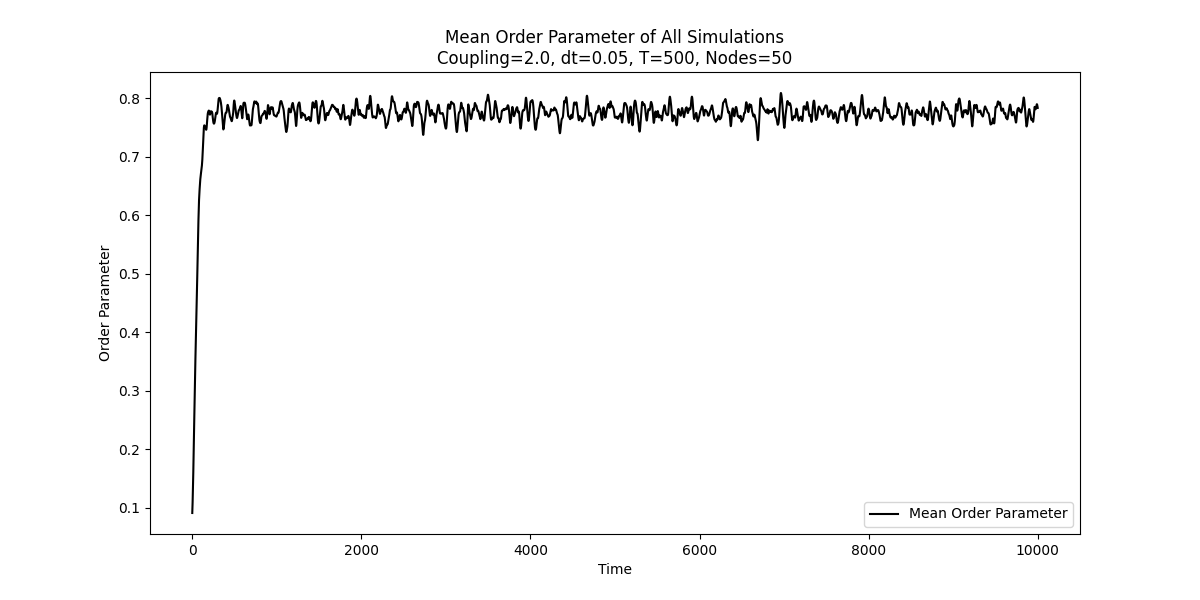 Mean Order Parameter of All Simulations
Coupling=2.0, dt=0.05, T=500, Nodes=50
Order Parameter
0.8
0.7
0.6
0.5
0.4
0.3
0.2
0.1
Mean Order Parameter
0 2000 4000 6000 8000 10000
Time